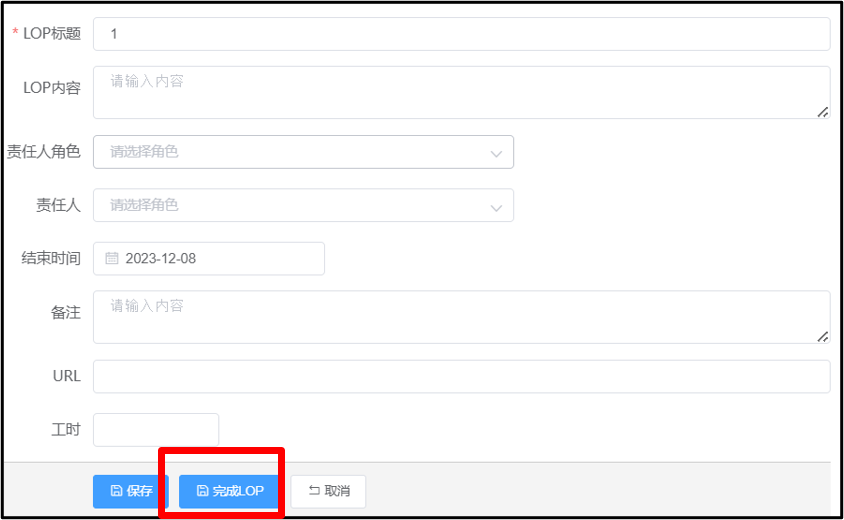 * LOP标题 1
LOP内容 请输入内容
责任人角色 请选择角色
责任人 请选择角色
结束时间 2023-12-08
备注 请输入内容
URL
工时
保存 完成LOP 取消